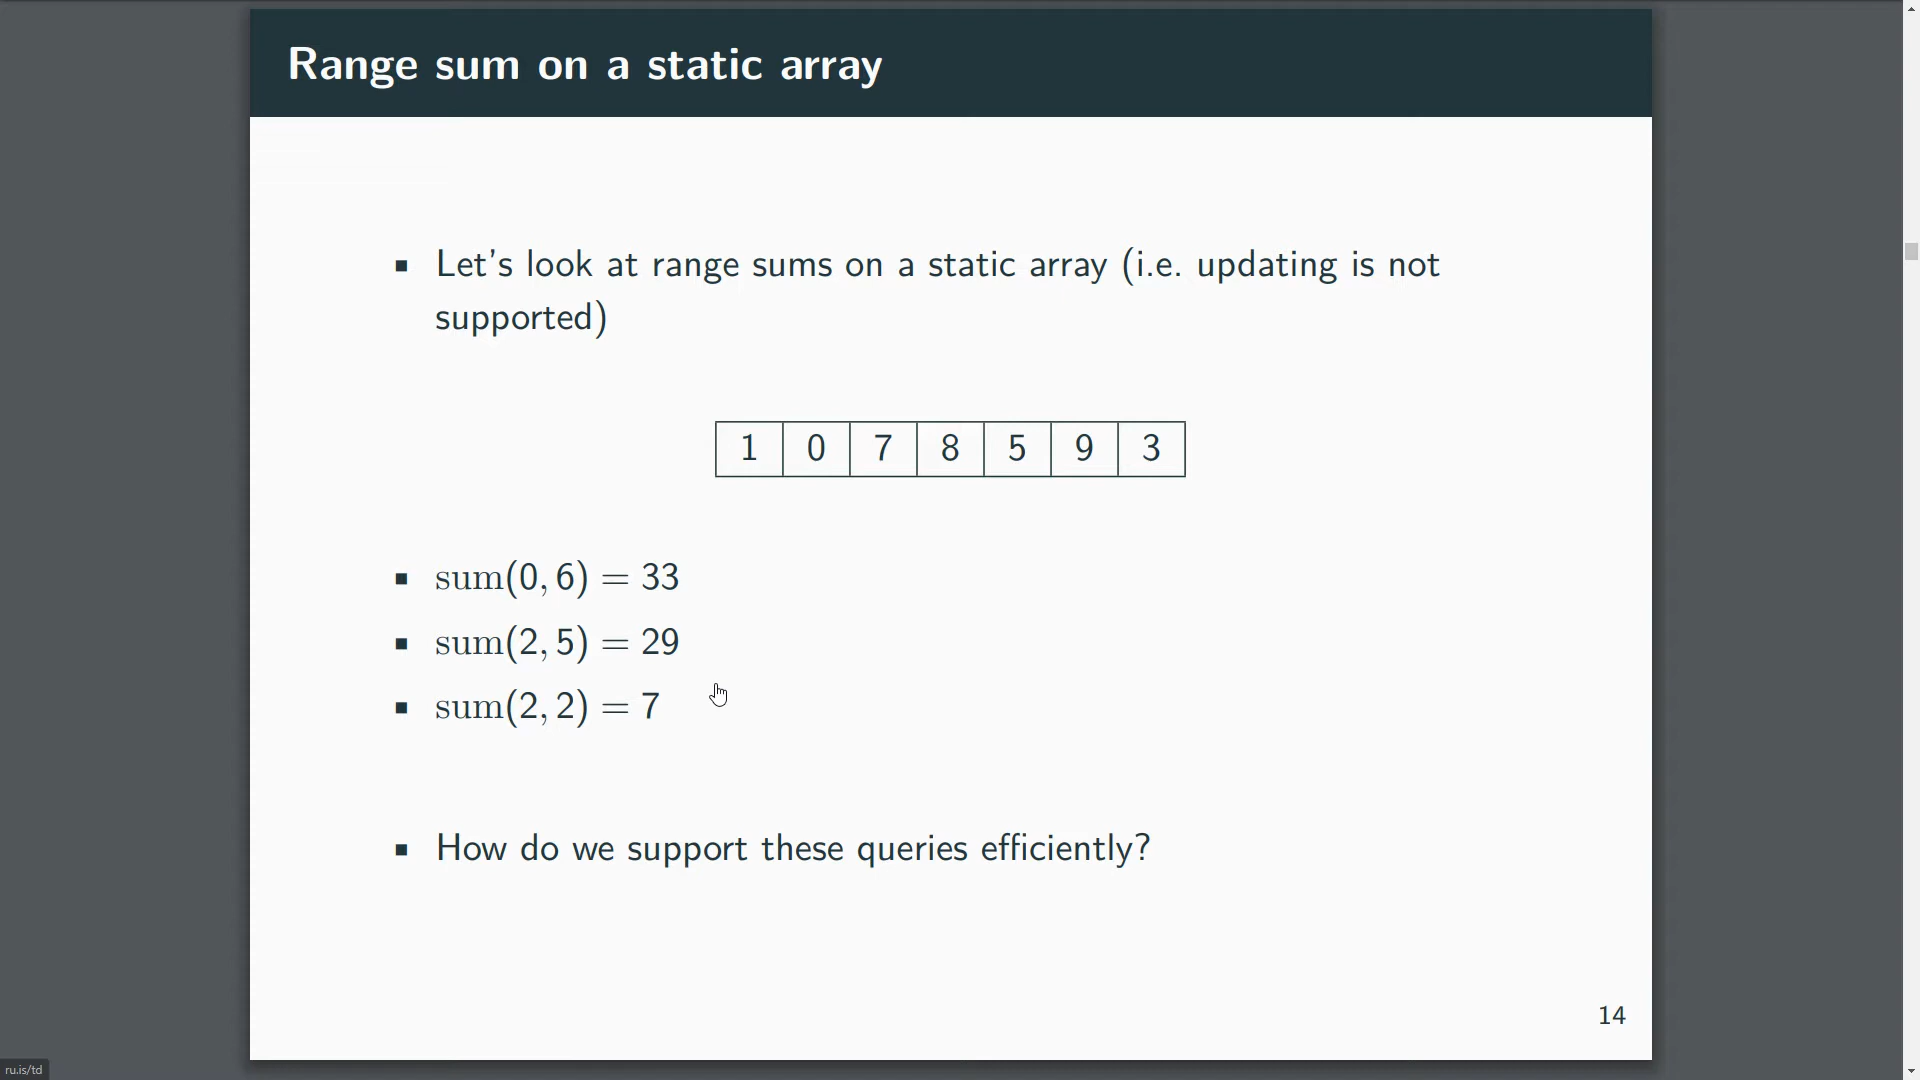 Range sum on a static array
▪ Let's look at range sums on a static array (i.e. updating is not
supported)
1 0 7 8 5 9 3
▪ sum(0, 6) = 33
▪ sum(2, 5) = 29
▪ sum(2, 2) = 7
▪ How do we support these queries efficiently?
14
ru.is/td